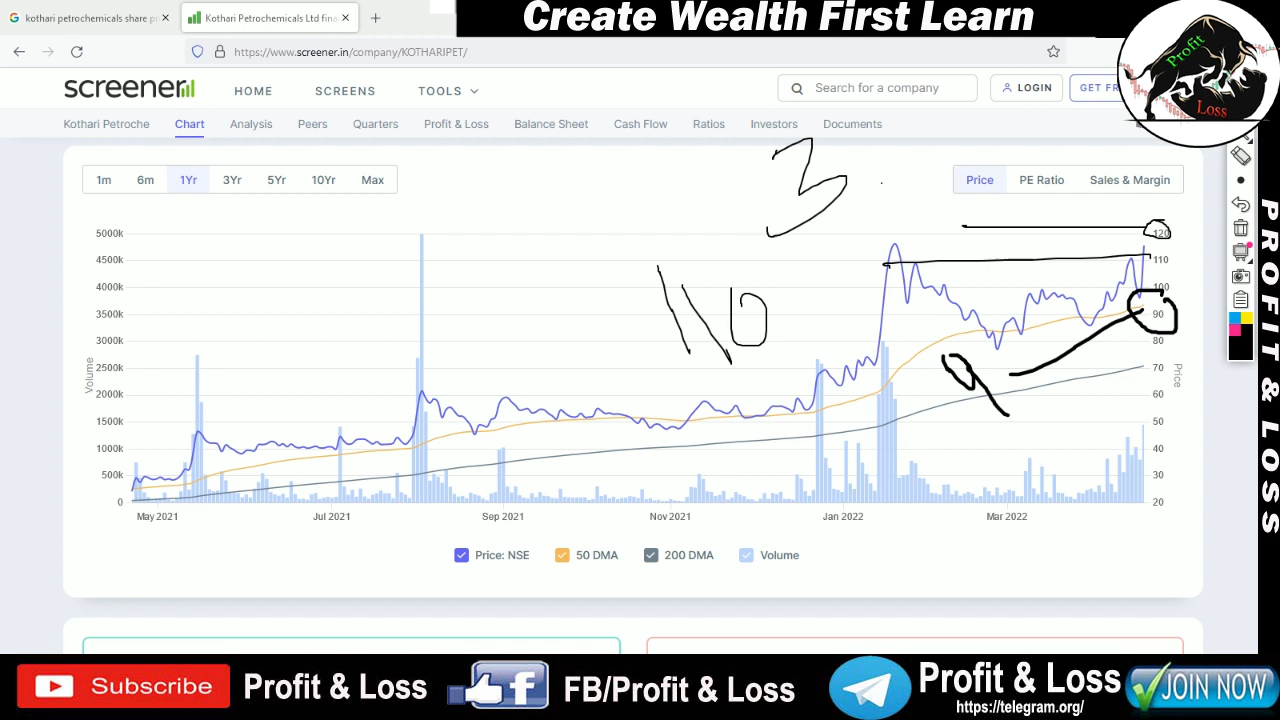 kothari petrochemicals share p
Kothari Petrochemicals Ltd fina
Create Wealth First Learn
https://www.screener.in/company/KOTHARIPET/
Profit
Loss
screener
HOME
SCREENS
TOOLS
Search for a company
LOGIN
GET FR
Kothari Petroche
Chart
Analysis
Peers
Quarters
Profit & Loss
Balance Sheet
Cash Flow
Ratios
Investors
Documents
1m
6m
1Yr
3Yr
5Yr
10Yr
Max
3
Price
PE Ratio
Sales & Margin
5000k
4500k
4000k
3500k
3000k
2500k
2000k
1500k
1000k
500k
0
Volume
110
120
110
100
90
80
70
60
50
40
30
20
Price
May 2021
Jul 2021
Sep 2021
Nov 2021
Jan 2022
Mar 2022
Price: NSE
50 DMA
200 DMA
Volume
PROFIT & LOSS
Subscribe
Profit & Loss
f
FB/Profit & Loss
Profit & Loss
https://telegram.org/
JOIN NOW